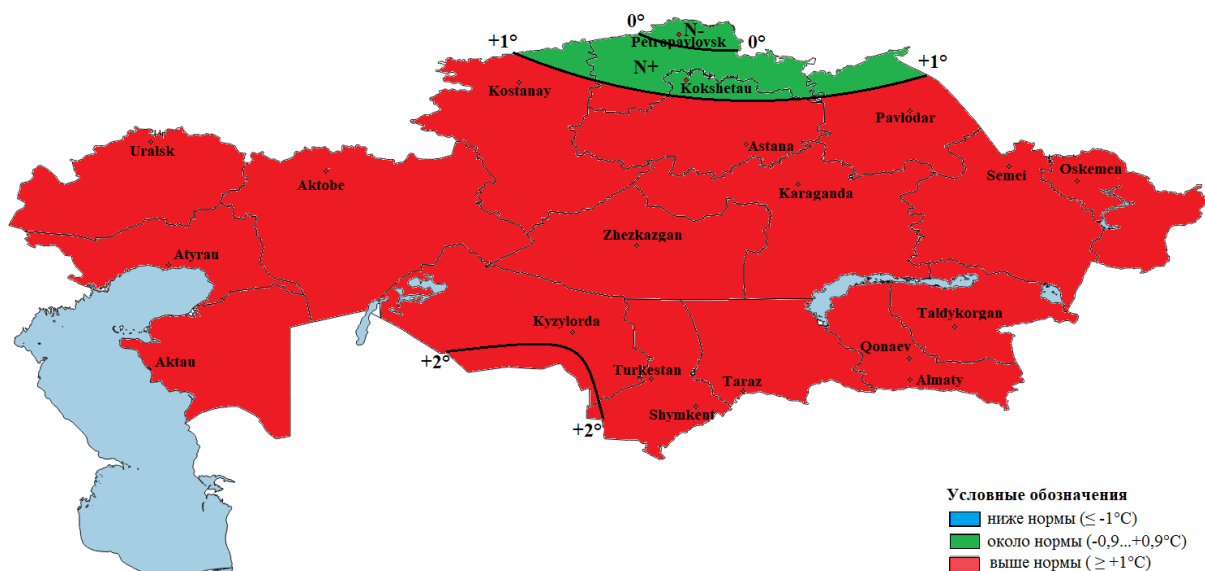 0°
N-
Petropavlovsk
0°
+1°
N+
+1°
Kostanay
Kokshetau
Pavlodar
Uralsk
Astana
Aktobe
Karaganda
Semei
Oskemen
Zhezkazgan
Atyrau
Kyzylorda
Taldykorgan
+2°
Qonaev
Aktau
Turkestan
Taraz
Almaty
Shymkent
+2°
Условные обозначения
ниже нормы (≤ -1°C)
около нормы (-0,9...+0,9°C)
выше нормы ( ≥ +1°C)